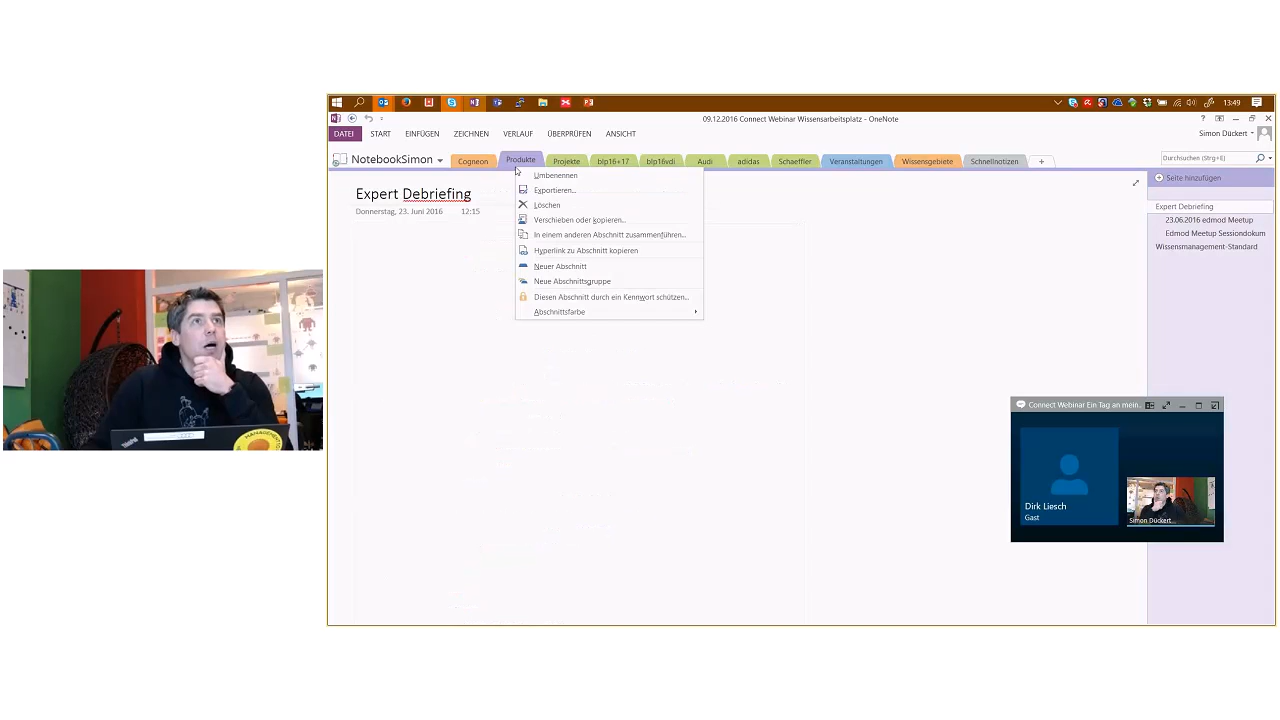 13:49
09.12.2016 Connect Webinar Wissensarbeitsplatz - OneNote
DATEI START EINFÜGEN ZEICHNEN VERLAUF ÜBERPRÜFEN ANSICHT Simon Dückert
NotebookSimon Cogneon Produkte Projekte blp16+17 blp16vdi Audi adidas Schaeffler Veranstaltungen Wissensgebiete Schnellnotizen + Durchsuchen (Strg+E)
Seite hinzufügen
Expert Debriefing
Donnerstag, 23. Juni 2016 12:15
Umbenennen
Exportieren...
Löschen
Verschieben oder kopieren...
In einem anderen Abschnitt zusammenführen...
Hyperlink zu Abschnitt kopieren
Neuer Abschnitt
Neue Abschnittsgruppe
Diesen Abschnitt durch ein Kennwort schützen...
Abschnittsfarbe
Expert Debriefing
23.06.2016 edmod Meetup
Edmod Meetup Sessiondokum
Wissensmanagement-Standard
Connect Webinar Ein Tag an mein...
Dirk Liesch
Gast
Simon Dückert...
ThinkPad